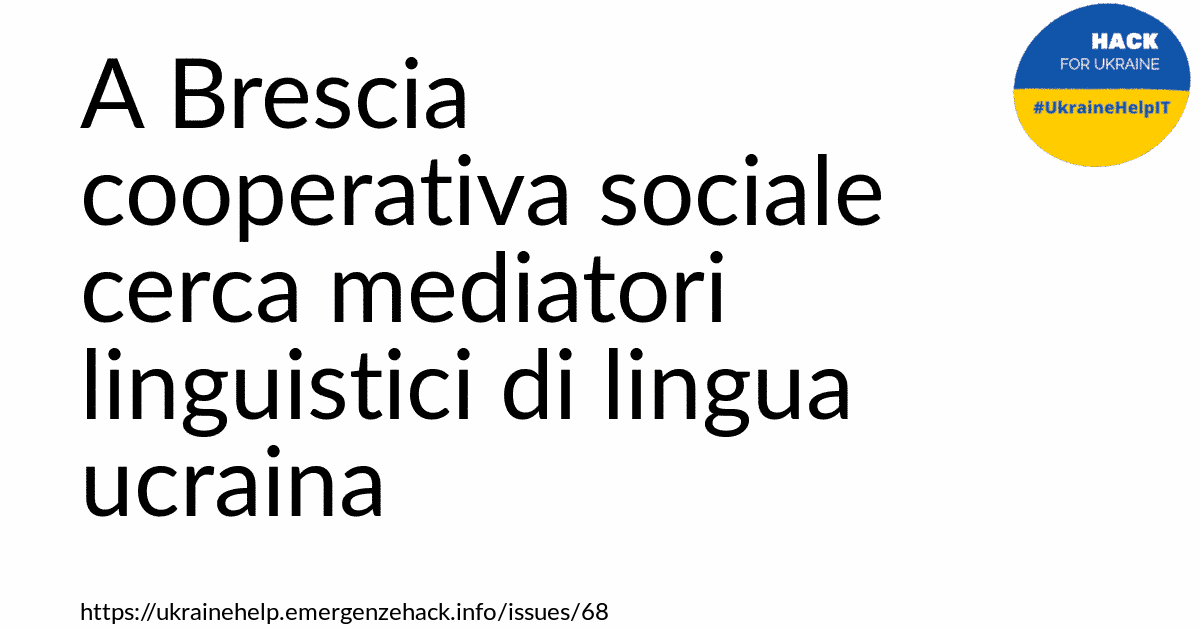 A Brescia
cooperativa sociale
cerca mediatori
linguistici di lingua
ucraina
HACK
FOR UKRAINE
#UkraineHelpIT
https://ukrainehelp.emergenzehack.info/issues/68